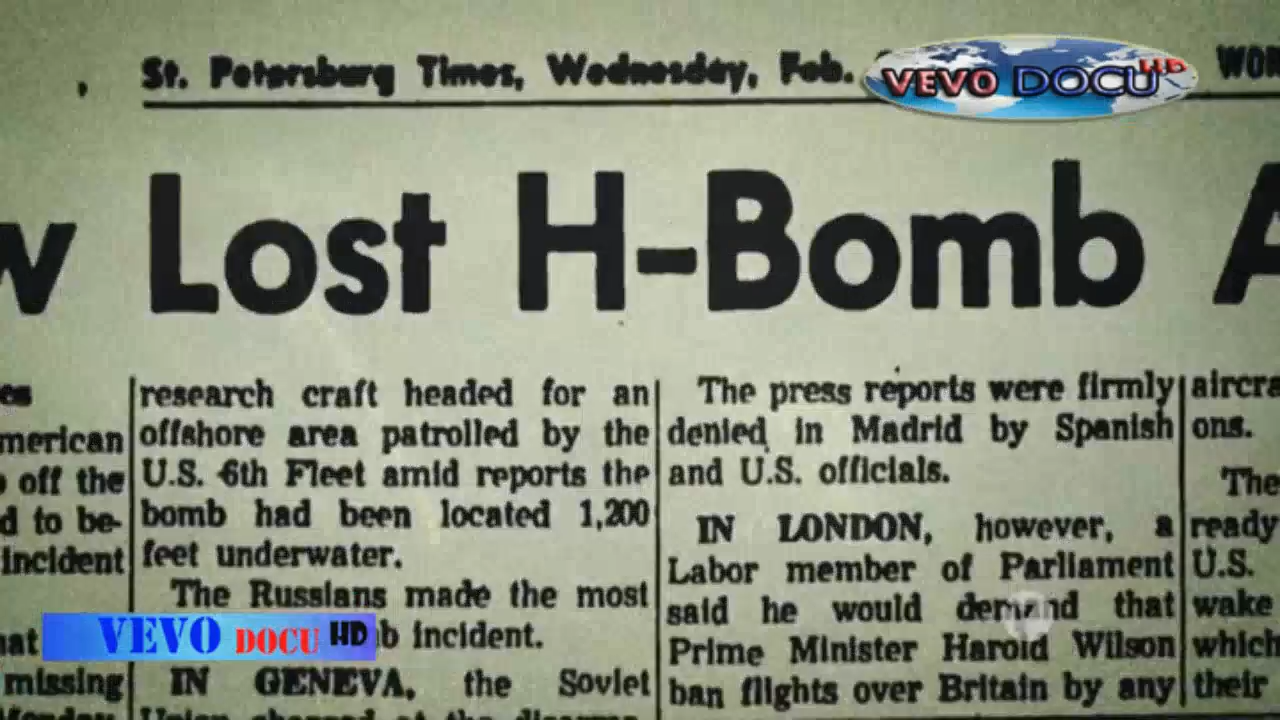 St. Petersburg Times, Wednesday, Feb.
VEVO DOCU HD
Lost H-Bomb A
merican
off the
d to be-
incident
missing
research craft headed for an
offshore area patrolled by the
U.S. 6th Fleet amid reports the
bomb had been located 1,200
feet underwater.
The Russians made the most
b incident.
IN GENEVA, the Soviet
The press reports were firmly
denied in Madrid by Spanish
and U.S. officials.
IN LONDON, however, a
Labor member of Parliament
said he would demand that
Prime Minister Harold Wilson
ban flights over Britain by any
aircra
ons.
The
ready
U.S.
wake
which
their
VEVO DOCU HD